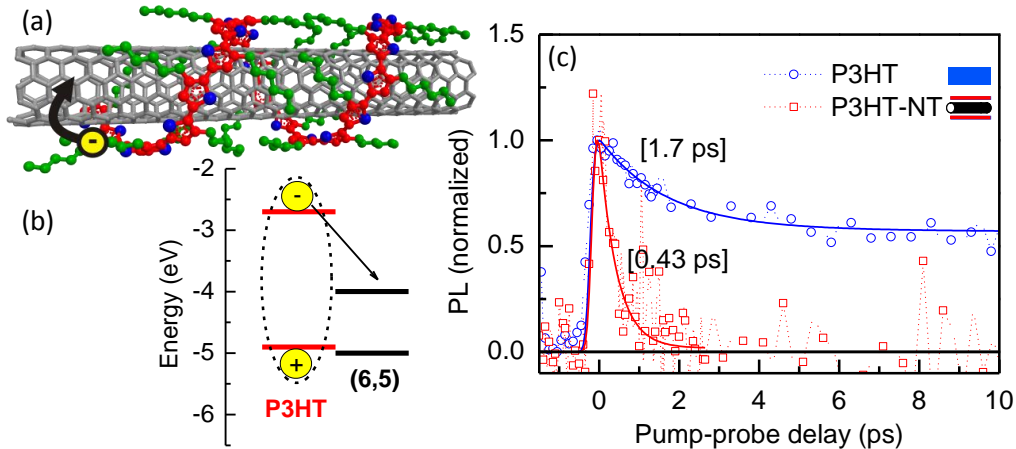 (a)
-
(b)
Energy (eV)
-2
-3
-4
-5
-6
-
+
P3HT
(6,5)
(c)
PL (normalized)
1.5
1.0
0.5
0.0
P3HT
P3HT-NT
[1.7 ps]
[0.43 ps]
0 2 4 6 8 10
Pump-probe delay (ps)